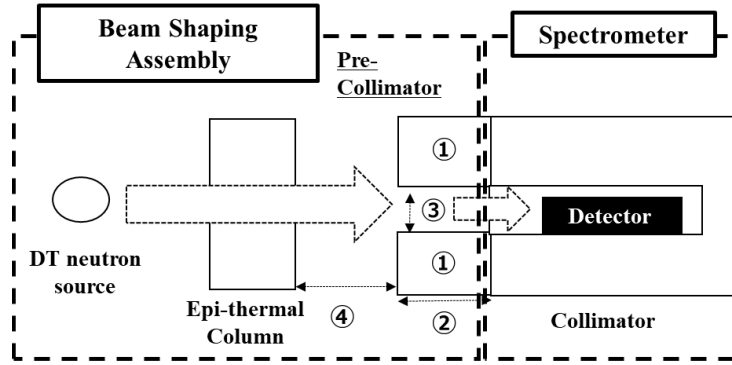 Beam Shaping
Assembly
Spectrometer
Pre-
Collimator
①
③
Detector
DT neutron
source
①
Epi-thermal
Column
④
②
Collimator